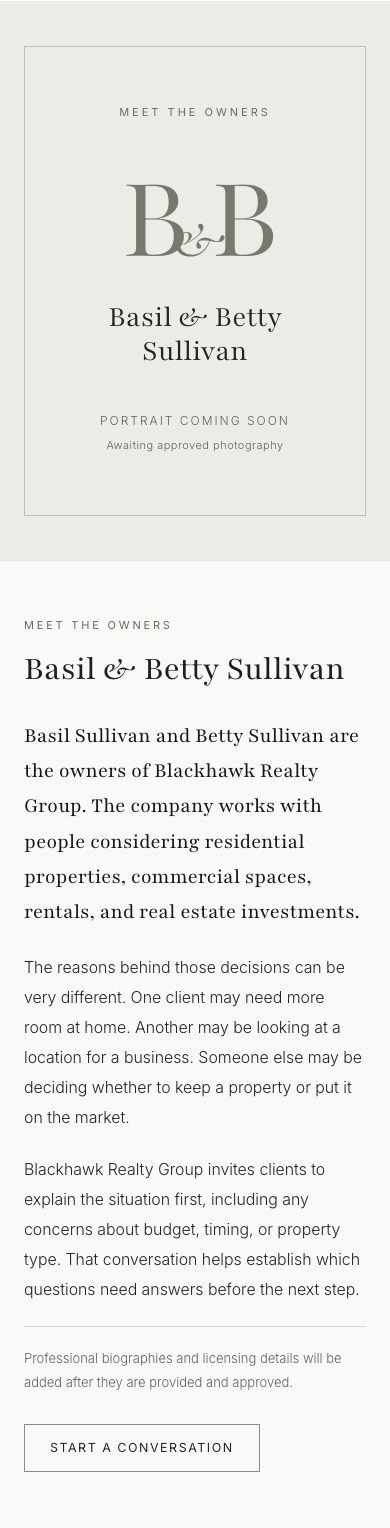 MEET THE OWNERS
B&B
Basil & Betty
Sullivan
PORTRAIT COMING SOON
Awaiting approved photography
MEET THE OWNERS
Basil & Betty Sullivan
Basil Sullivan and Betty Sullivan are
the owners of Blackhawk Realty
Group. The company works with
people considering residential
properties, commercial spaces,
rentals, and real estate investments.
The reasons behind those decisions can be
very different. One client may need more
room at home. Another may be looking at a
location for a business. Someone else may be
deciding whether to keep a property or put it
on the market.
Blackhawk Realty Group invites clients to
explain the situation first, including any
concerns about budget, timing, or property
type. That conversation helps establish which
questions need answers before the next step.
Professional biographies and licensing details will be
added after they are provided and approved.
START A CONVERSATION